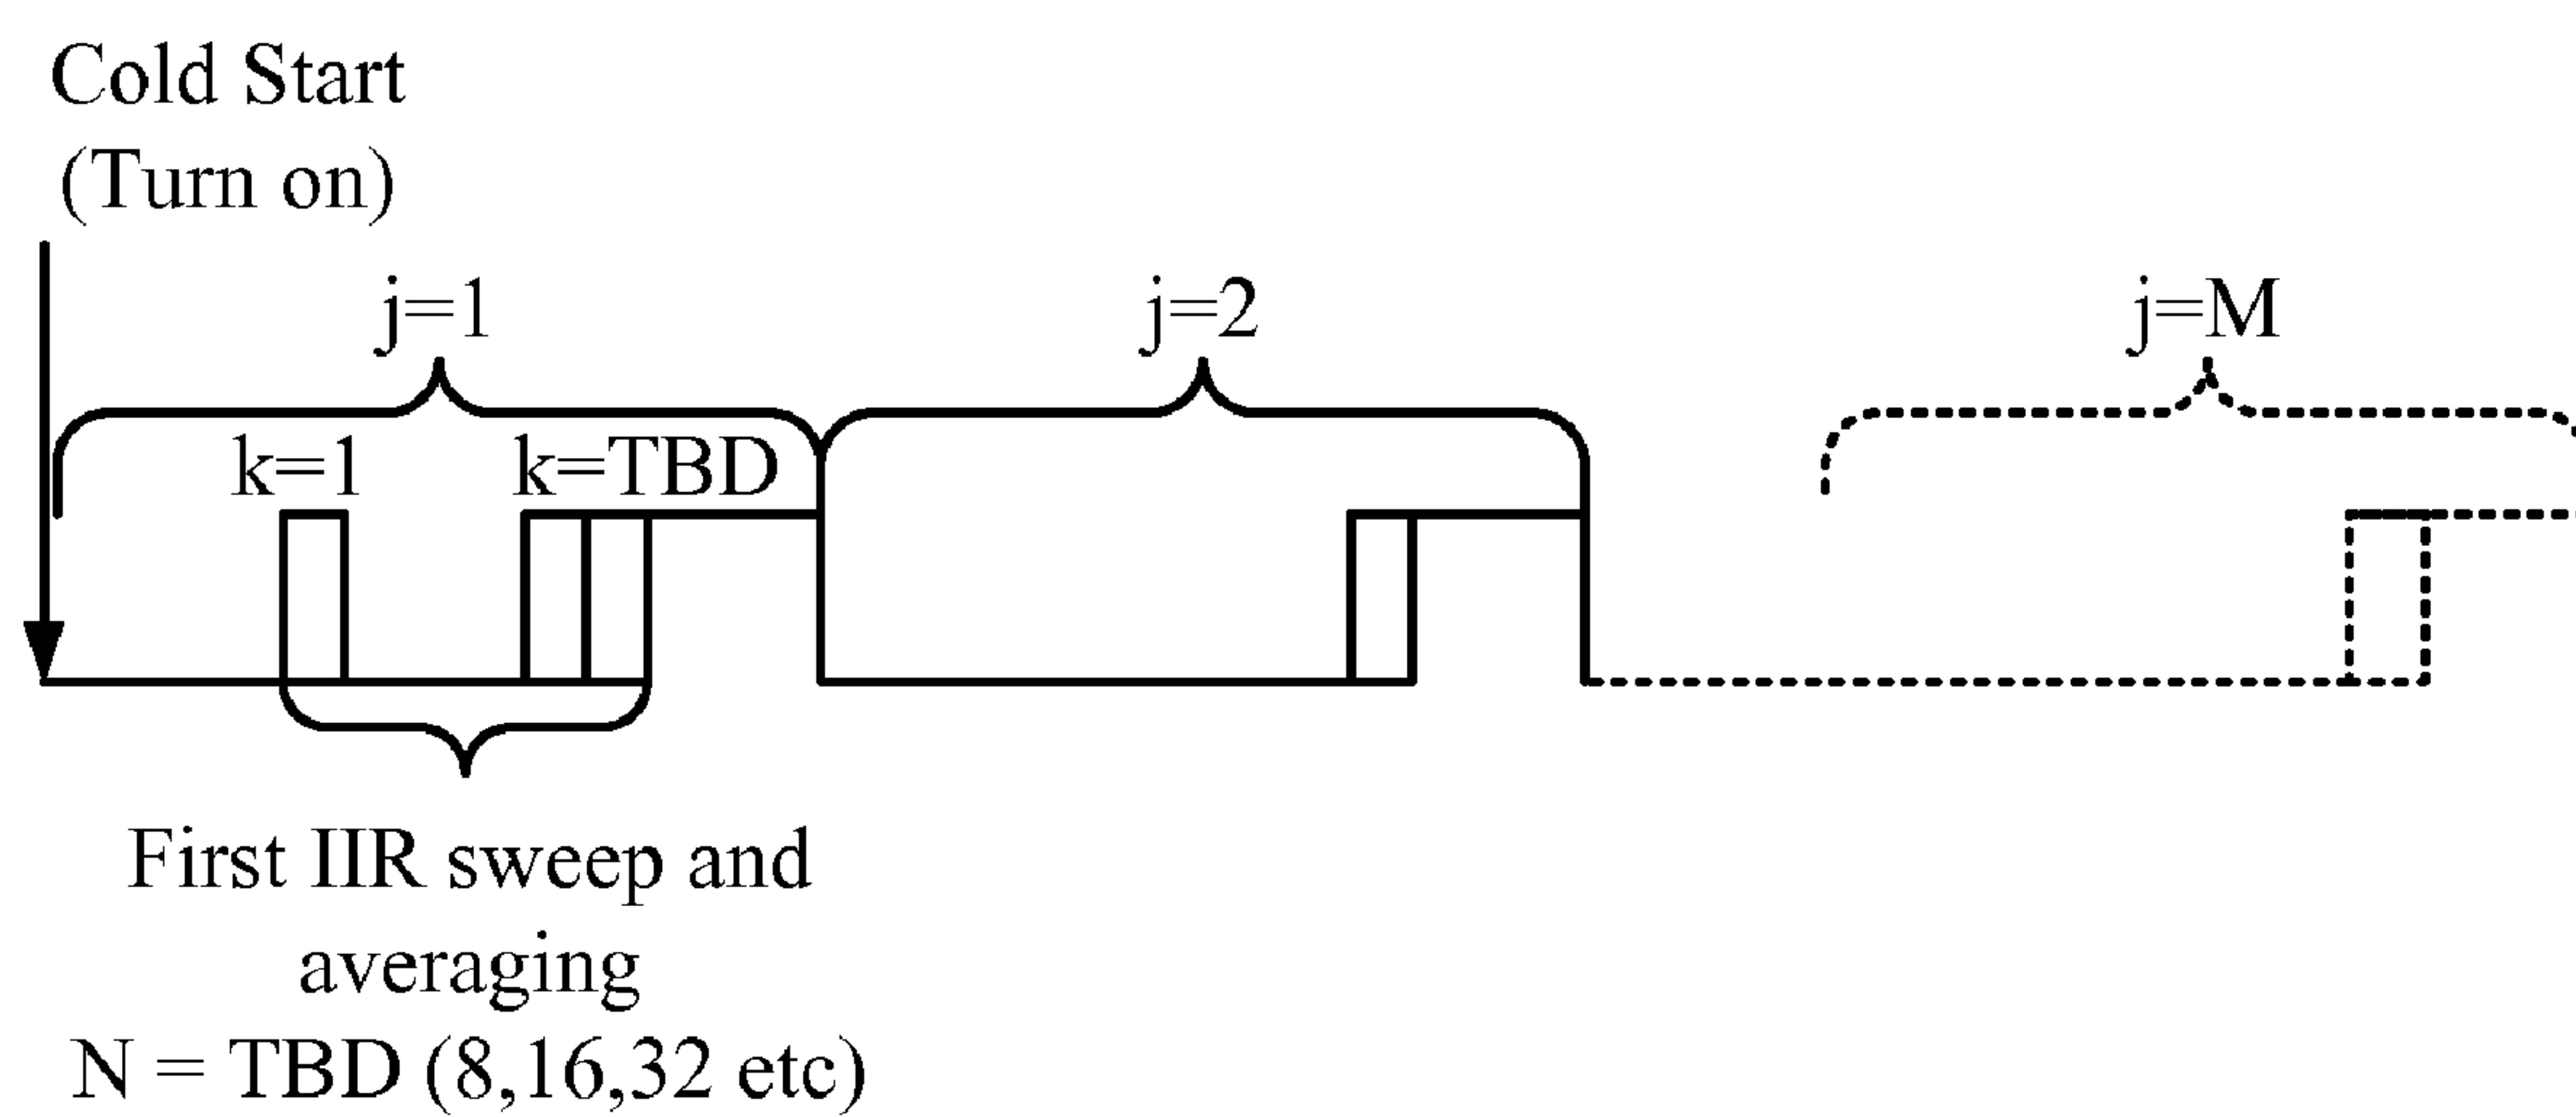 Cold Start
(Turn on)
j=1
j=2
j=M
k=1
k=TBD
First IIR sweep and
averaging
N = TBD (8,16,32 etc)